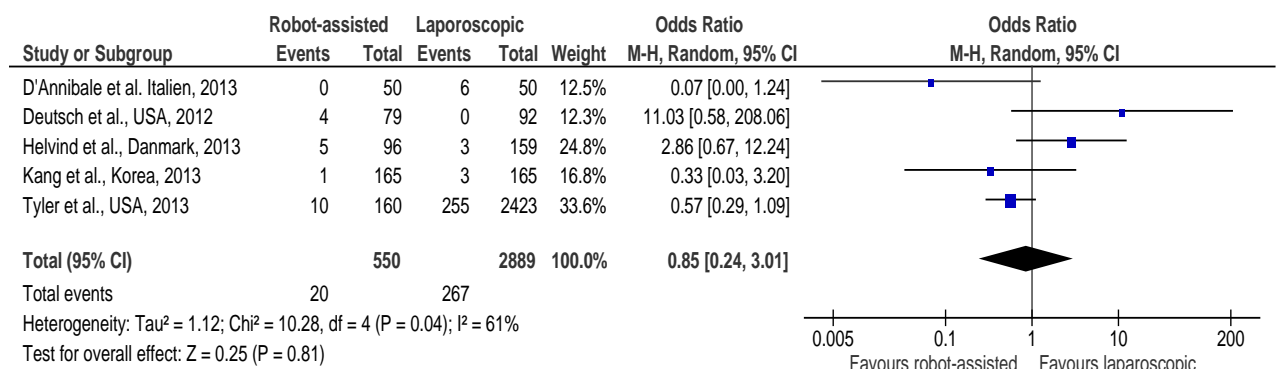 Robot-assisted Laparoscopic Odds Ratio Odds Ratio
Study or Subgroup Events Total Events Total Weight M-H, Random, 95% CI M-H, Random, 95% CI
D'Annibale et al. Italien, 2013 0 50 6 50 12.5% 0.07 [0.00, 1.24]
Deutsch et al., USA, 2012 4 79 0 92 12.3% 11.03 [0.58, 208.06]
Helvind et al., Danmark, 2013 5 96 3 159 24.8% 2.86 [0.67, 12.24]
Kang et al., Korea, 2013 1 165 3 165 16.8% 0.33 [0.03, 3.20]
Tyler et al., USA, 2013 10 160 255 2423 33.6% 0.57 [0.29, 1.09]
Total (95% CI) 550 2889 100.0% 0.85 [0.24, 3.01]
Total events 20 267
Heterogeneity: Tau² = 1.12; Chi² = 10.28, df = 4 (P = 0.04); I² = 61%
Test for overall effect: Z = 0.25 (P = 0.81)
0.005 0.1 1 10 200
Favours robot-assisted Favours laparoscopic